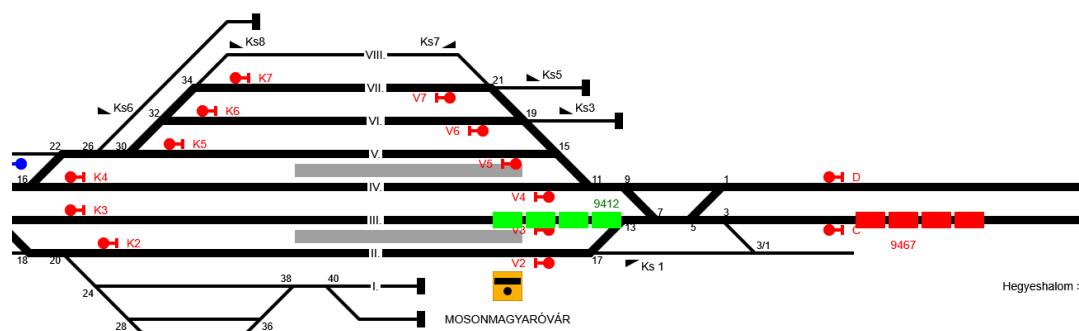 Ks8
VIII.
Ks7
34
K7
VII.
21
Ks5
V7
Ks6
32
K6
VI.
19
Ks3
V6
22
26
30
K5
V.
15
V5
16
K4
IV.
11
9
1
D
V4
9412
K3
III.
7
V3
13
5
3
C
18
20
K2
II.
17
3/1
9467
V2
Ks 1
24
38
40
I.
Hegyeshalom >
28
36
MOSONMAGYARÓVÁR